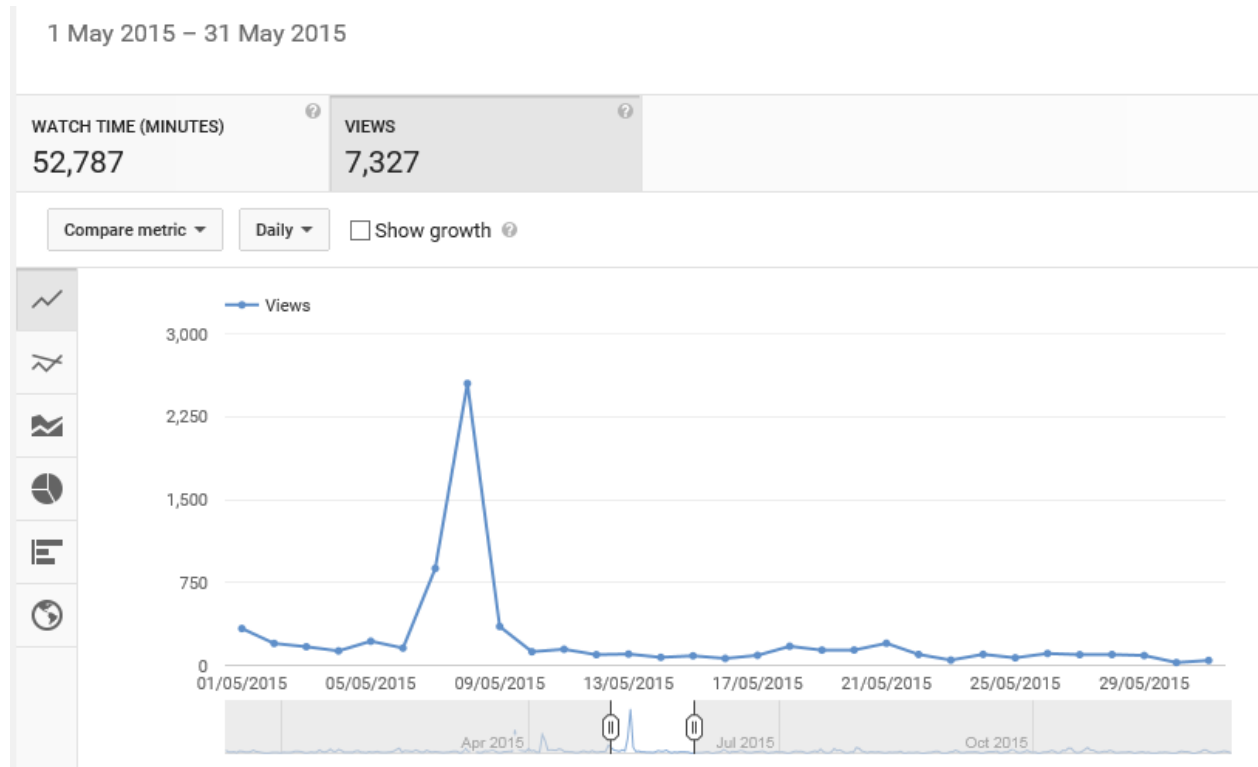 1 May 2015 – 31 May 2015
WATCH TIME (MINUTES)
52,787
VIEWS
7,327
Compare metric
Daily
Show growth
Views
3,000
2,250
1,500
750
0
01/05/2015 05/05/2015 09/05/2015 13/05/2015 17/05/2015 21/05/2015 25/05/2015 29/05/2015
Apr 2015 Jul 2015 Oct 2015